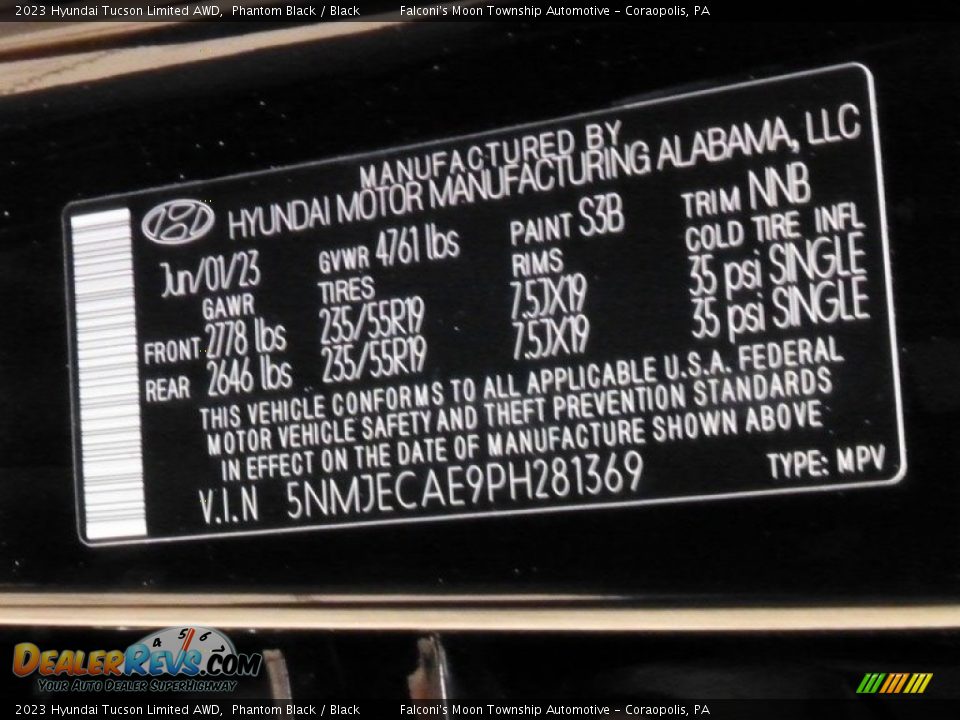 2023 Hyundai Tucson Limited AWD, Phantom Black / Black Falconi's Moon Township Automotive - Coraopolis, PA
MANUFACTURED BY
HYUNDAI MOTOR MANUFACTURING ALABAMA, LLC
Jun/01/23 GVWR 4761 lbs PAINT S3B TRIM NNB
GAWR TIRES RIMS COLD TIRE INFL
FRONT 2778 lbs 235/55R19 7.5JX19 35 psi SINGLE
REAR 2646 lbs 235/55R19 7.5JX19 35 psi SINGLE
THIS VEHICLE CONFORMS TO ALL APPLICABLE U.S.A. FEDERAL
MOTOR VEHICLE SAFETY AND THEFT PREVENTION STANDARDS
IN EFFECT ON THE DATE OF MANUFACTURE SHOWN ABOVE
V.I.N 5NMJECAE9PH281369 TYPE: MPV
4 5 6
DEALERREVS.COM
Your Auto Dealer SuperHighway
2023 Hyundai Tucson Limited AWD, Phantom Black / Black Falconi's Moon Township Automotive - Coraopolis, PA